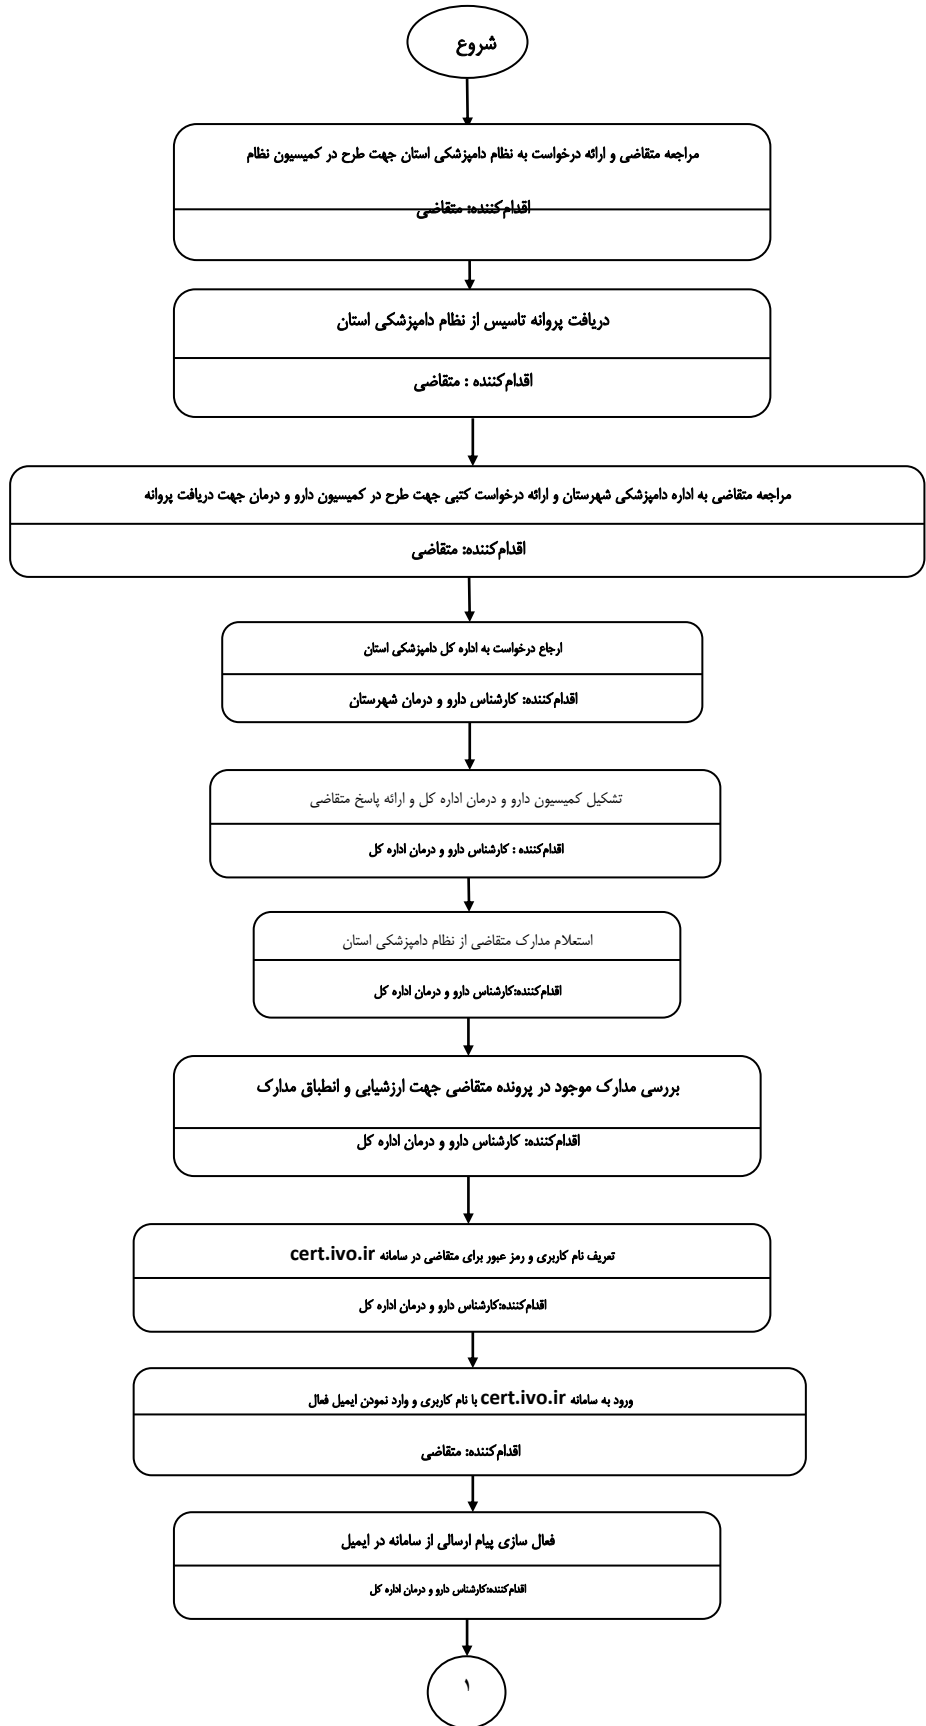 شروع
مراجعه متقاضی و ارائه درخواست به نظام دامپزشکی استان جهت طرح در کمیسیون نظام
اقدام‌کننده: متقاضی
دریافت پروانه تاسیس از نظام دامپزشکی استان
اقدام‌کننده : متقاضی
مراجعه متقاضی به اداره دامپزشکی شهرستان و ارائه درخواست کتبی جهت طرح در کمیسیون دارو و درمان جهت دریافت پروانه
اقدام‌کننده: متقاضی
ارجاع درخواست به اداره کل دامپزشکی استان
اقدام‌کننده: کارشناس دارو و درمان شهرستان
تشکیل کمیسیون دارو و درمان اداره کل و ارائه پاسخ متقاضی
اقدام‌کننده : کارشناس دارو و درمان اداره کل
استعلام مدارک متقاضی از نظام دامپزشکی استان
اقدام‌کننده:کارشناس دارو و درمان اداره کل
بررسی مدارک موجود در پرونده متقاضی جهت ارزشیابی و انطباق مدارک
اقدام‌کننده: کارشناس دارو و درمان اداره کل
تعریف نام کاربری و رمز عبور برای متقاضی در سامانه cert.ivo.ir
اقدام‌کننده:کارشناس دارو و درمان اداره کل
ورود به سامانه cert.ivo.ir با نام کاربری و وارد نمودن ایمیل فعال
اقدام‌کننده: متقاضی
فعال سازی پیام ارسالی از سامانه در ایمیل
اقدام‌کننده:کارشناس دارو و درمان اداره کل
۱